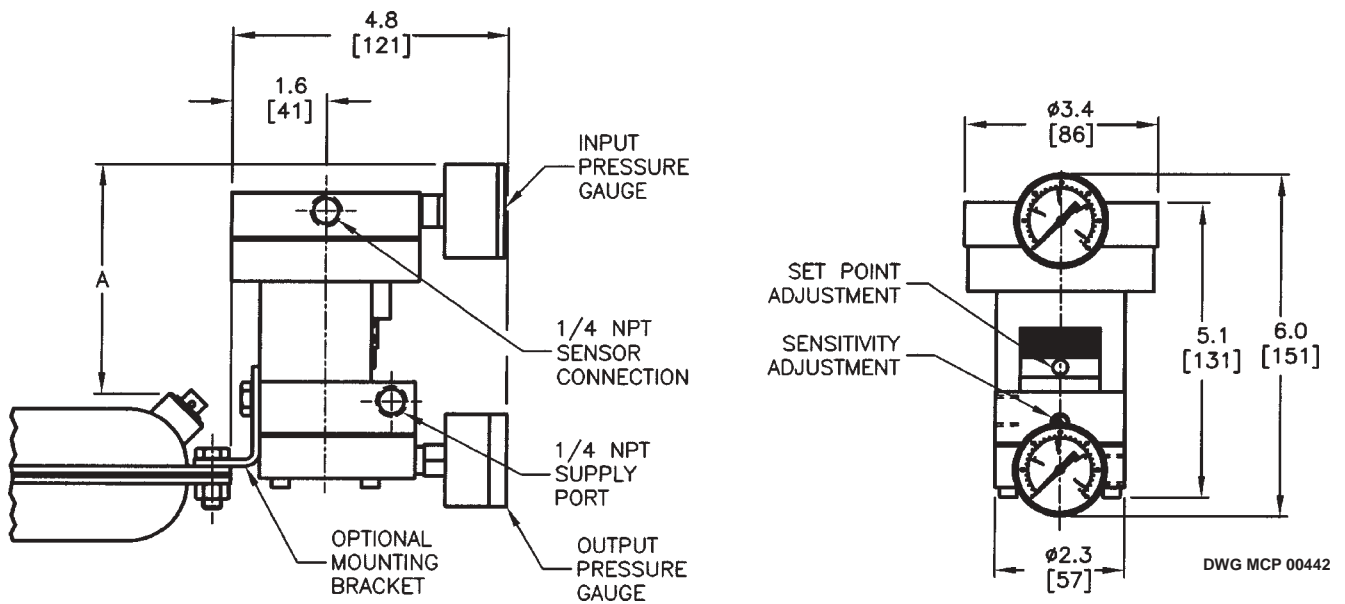 4.8
[121]
1.6
[41]
A
INPUT
PRESSURE
GAUGE
1/4 NPT
SENSOR
CONNECTION
1/4 NPT
SUPPLY
PORT
OPTIONAL
MOUNTING
BRACKET
OUTPUT
PRESSURE
GAUGE
ø3.4
[86]
SET POINT
ADJUSTMENT
SENSITIVITY
ADJUSTMENT
5.1
[131]
6.0
[151]
ø2.3
[57]
DWG MCP 00442